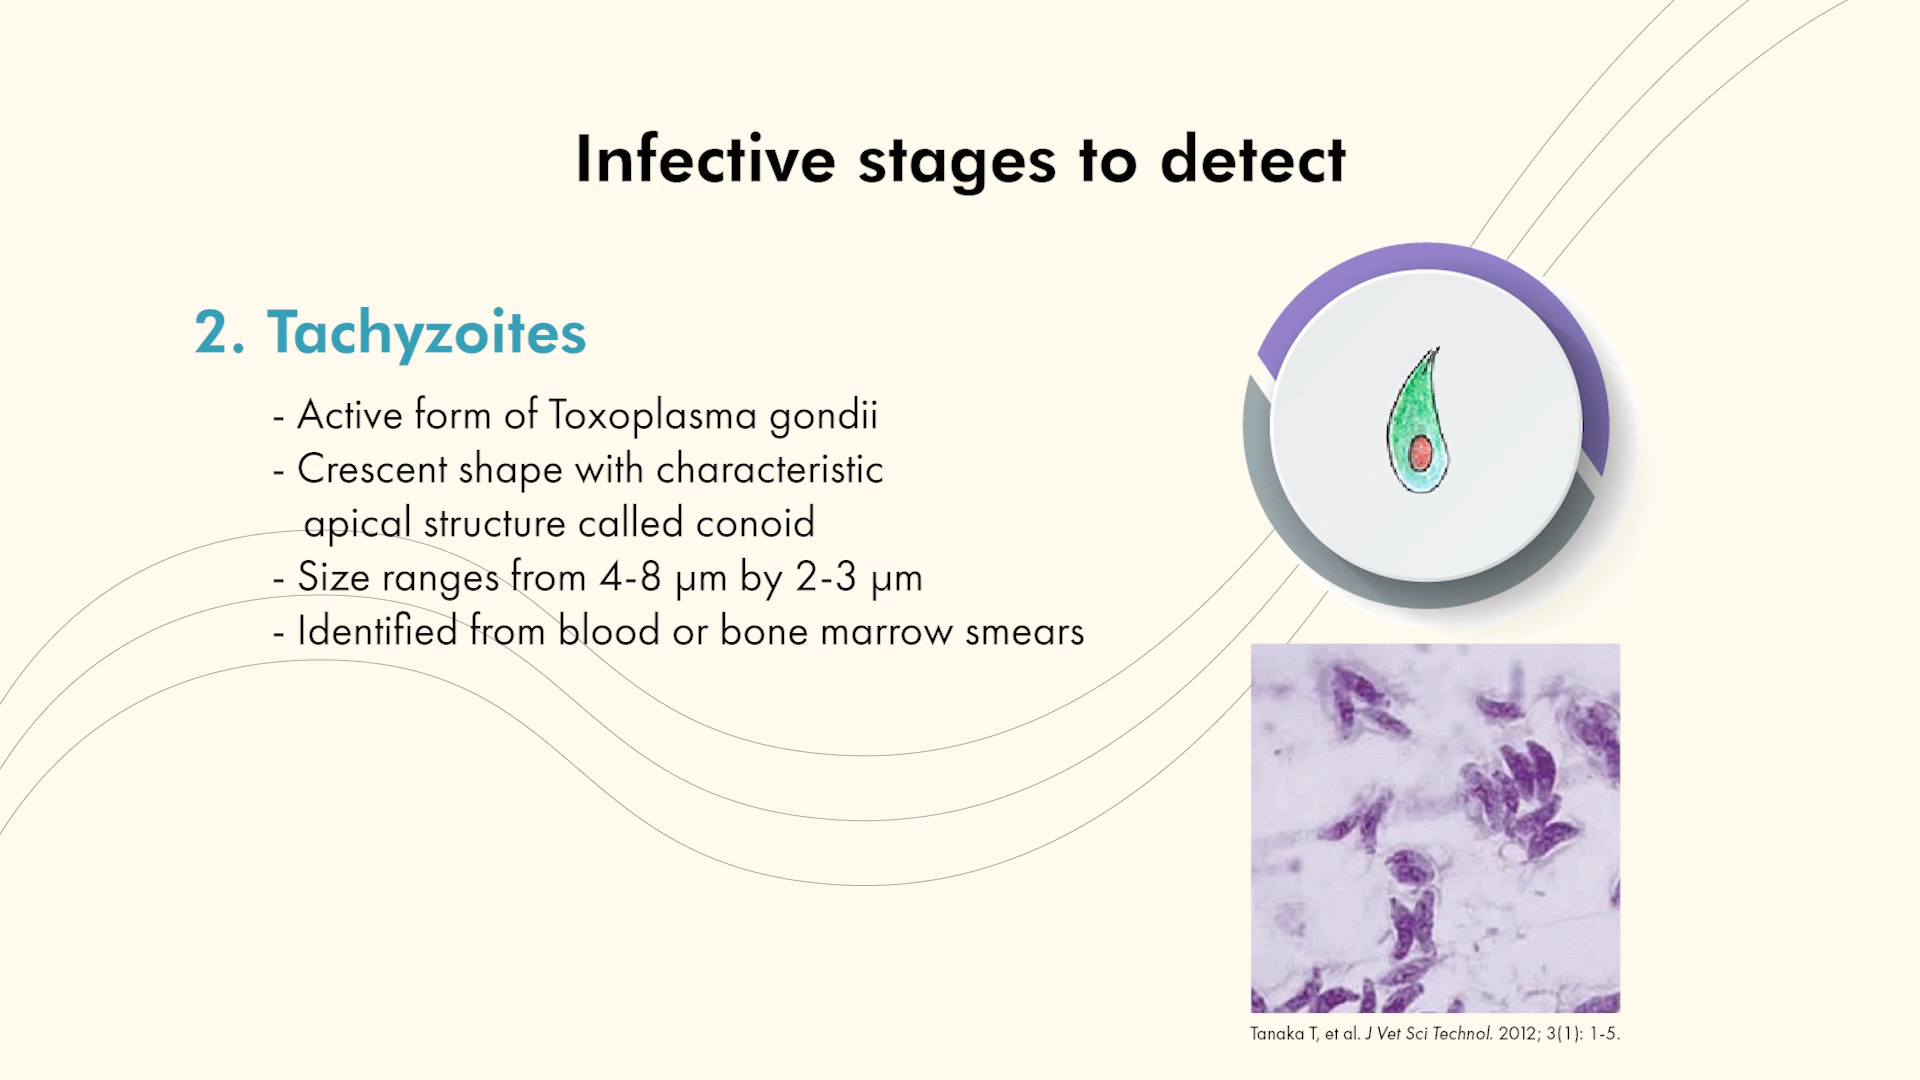 Infective stages to detect
2. Tachyzoites
- Active form of Toxoplasma gondii
- Crescent shape with characteristic
apical structure called conoid
- Size ranges from 4-8 µm by 2-3 µm
- Identified from blood or bone marrow smears
Tanaka T, et al. J Vet Sci Technol. 2012; 3(1): 1-5.